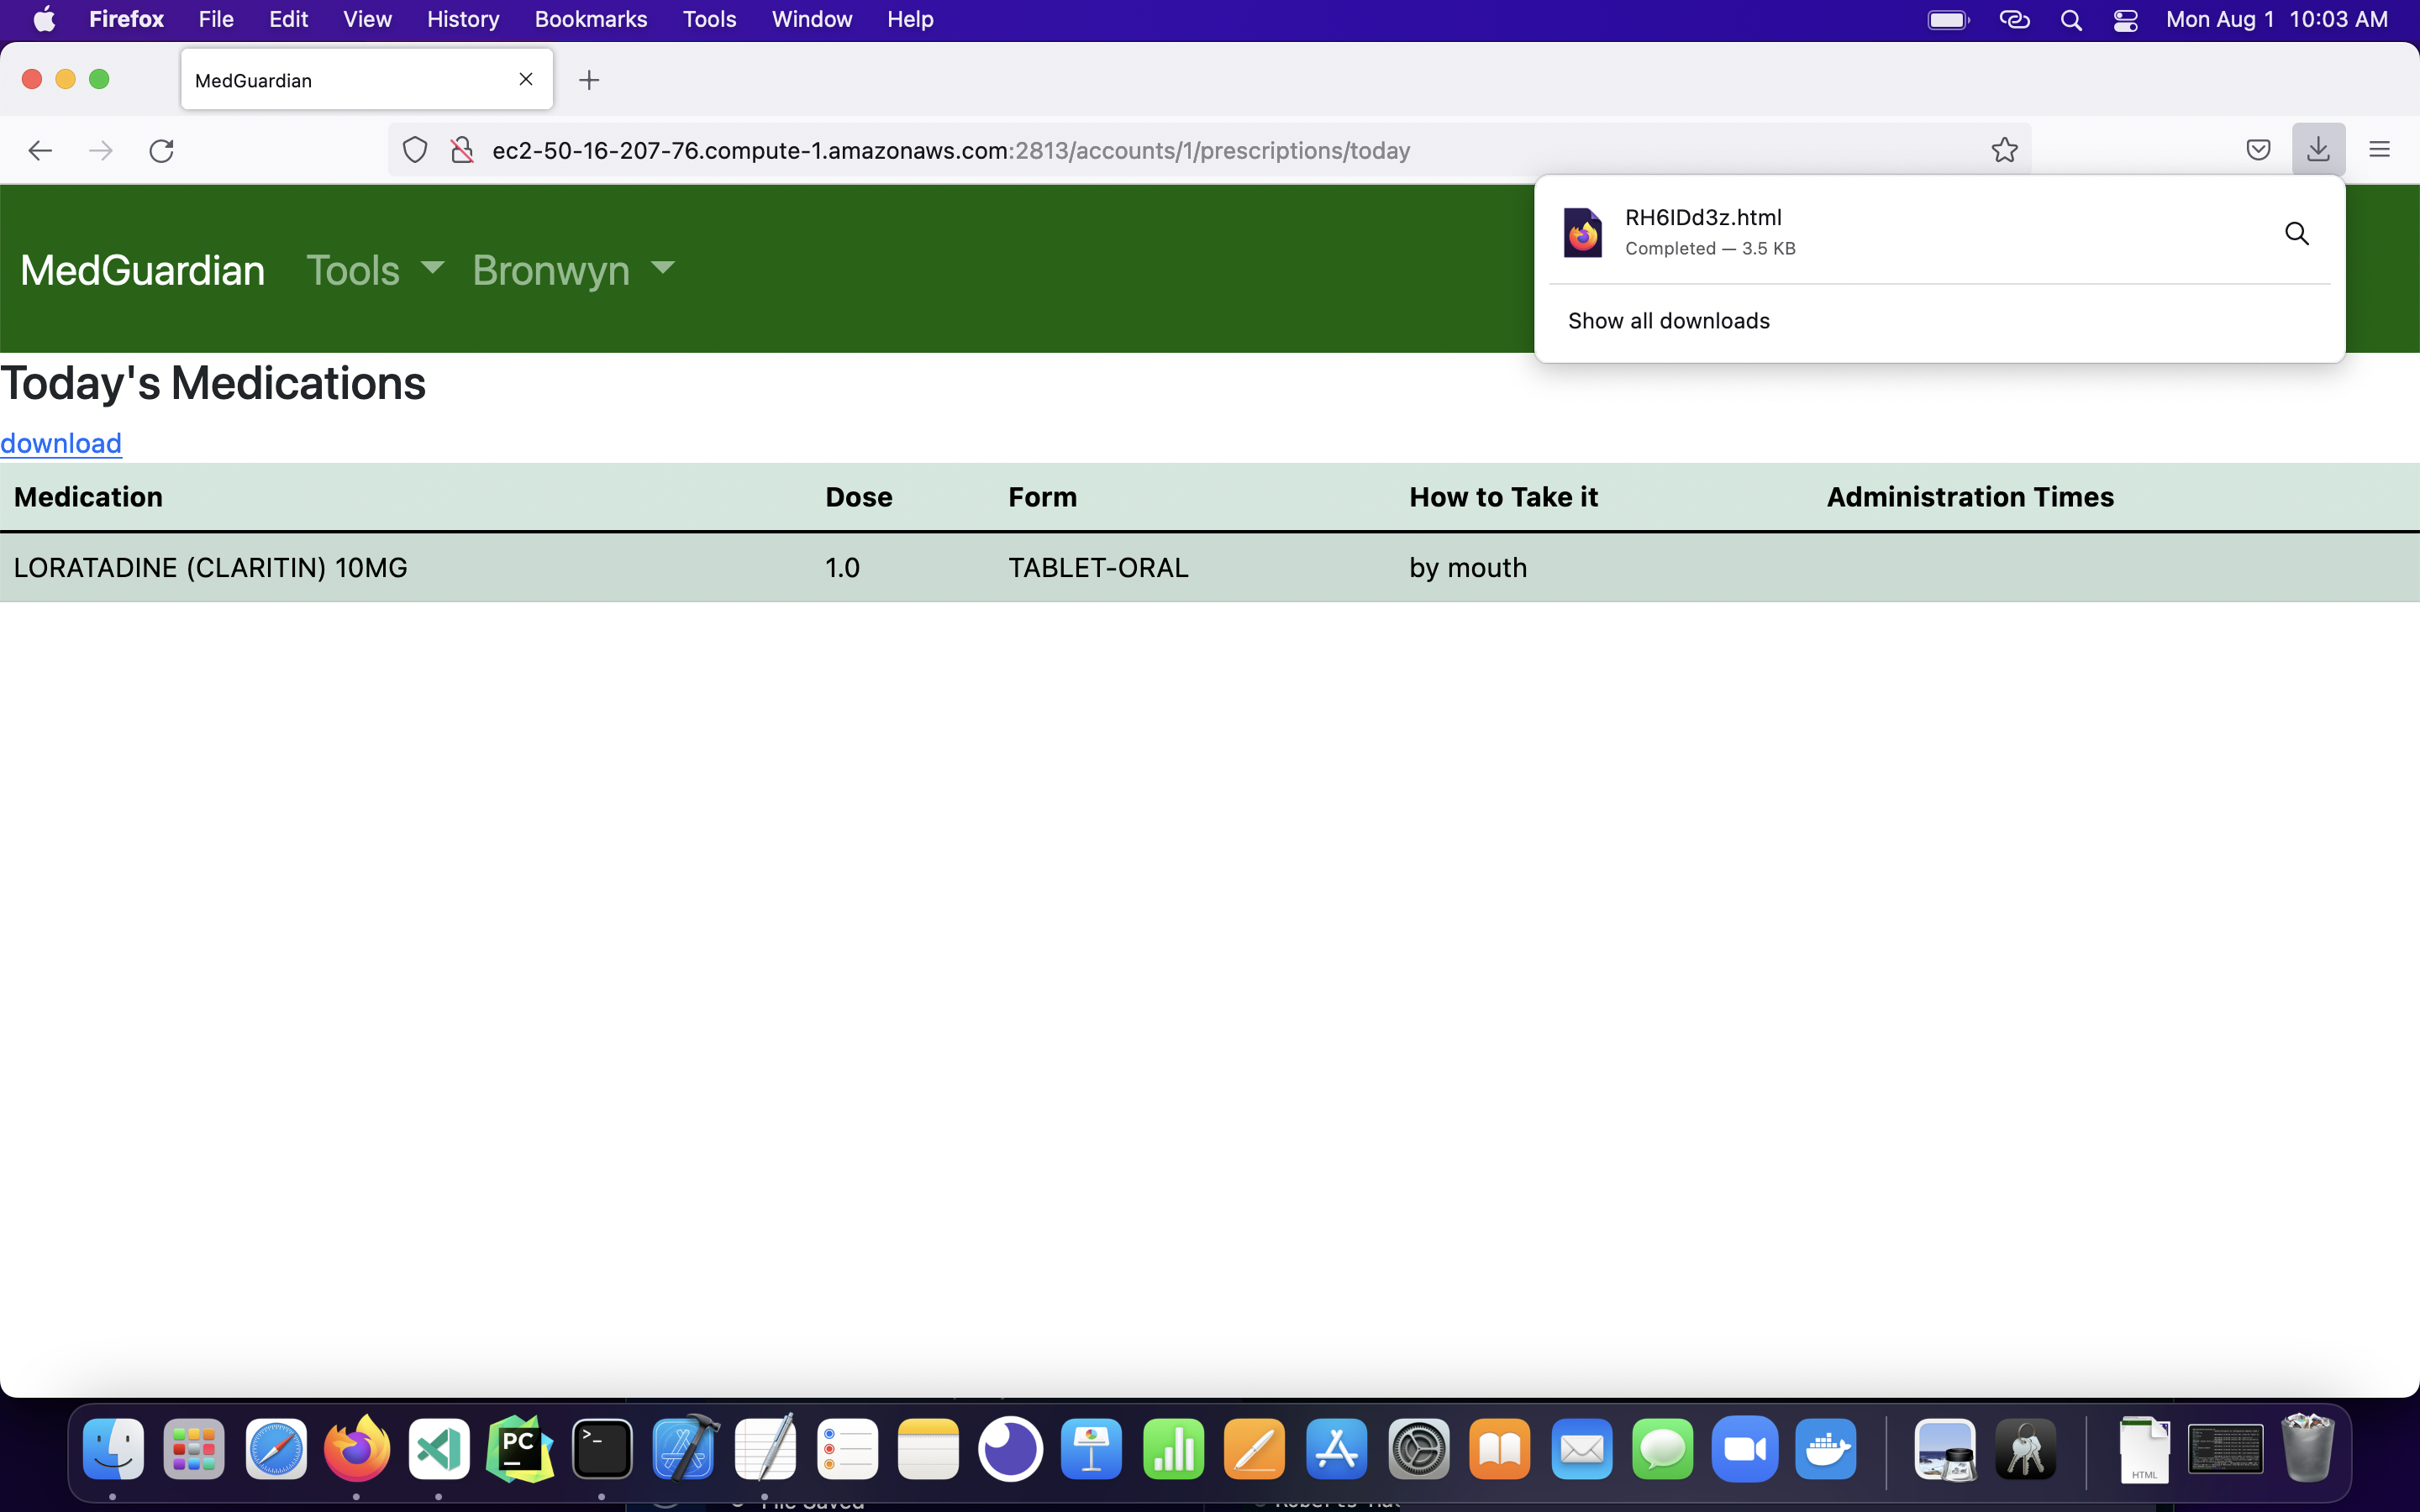 Firefox File Edit View History Bookmarks Tools Window Help Mon Aug 1 10:03 AM
MedGuardian
ec2-50-16-207-76.compute-1.amazonaws.com:2813/accounts/1/prescriptions/today
RH6IDd3z.html
Completed — 3.5 KB
Show all downloads
MedGuardian Tools Bronwyn
Today's Medications
download
Medication Dose Form How to Take it Administration Times
LORATADINE (CLARITIN) 10MG 1.0 TABLET-ORAL by mouth
PC
>_
HTML
File Saved